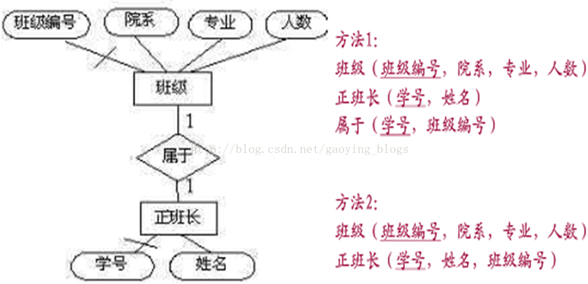 班级编号 院系 专业 人数
班级
1
属于
1
正班长
学号 姓名
http://blog.csdn.net/gaoying_blogs
方法1：
班级（班级编号，院系，专业，人数）
正班长（学号，姓名）
属于（学号，班级编号）
方法2：
班级（班级编号，院系，专业，人数）
正班长（学号，姓名，班级编号）